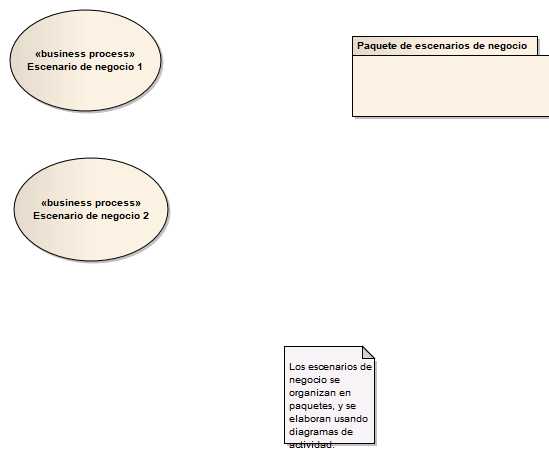 «business process»
Escenario de negocio 1
Paquete de escenarios de negocio
«business process»
Escenario de negocio 2
Los escenarios de
negocio se
organizan en
paquetes, y se
elaboran usando
diagramas de
actividad.